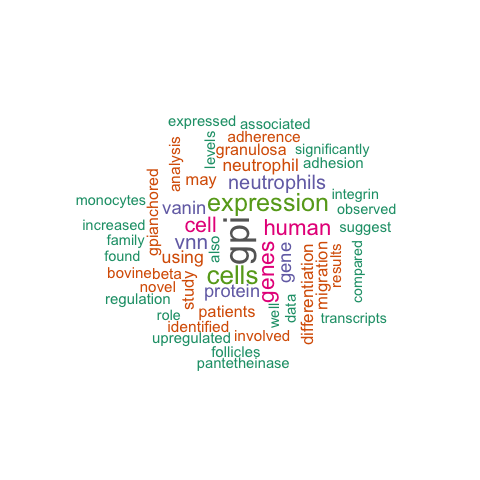 expressed
associated
adherence
levels
analysis
granulosa
significantly
neutrophil
adhesion
may
neutrophils
gpianchored
integrin
monocytes
vanin
expression
observed
increased
cell
gpi
human
suggest
family
vnn
also
found
using
cells
genes
gene
differentiation
migration
results
compared
bovine
beta
novel
study
protein
regulation
patients
well
data
role
transcripts
identified
upregulated
involved
follicles
pantetheinase